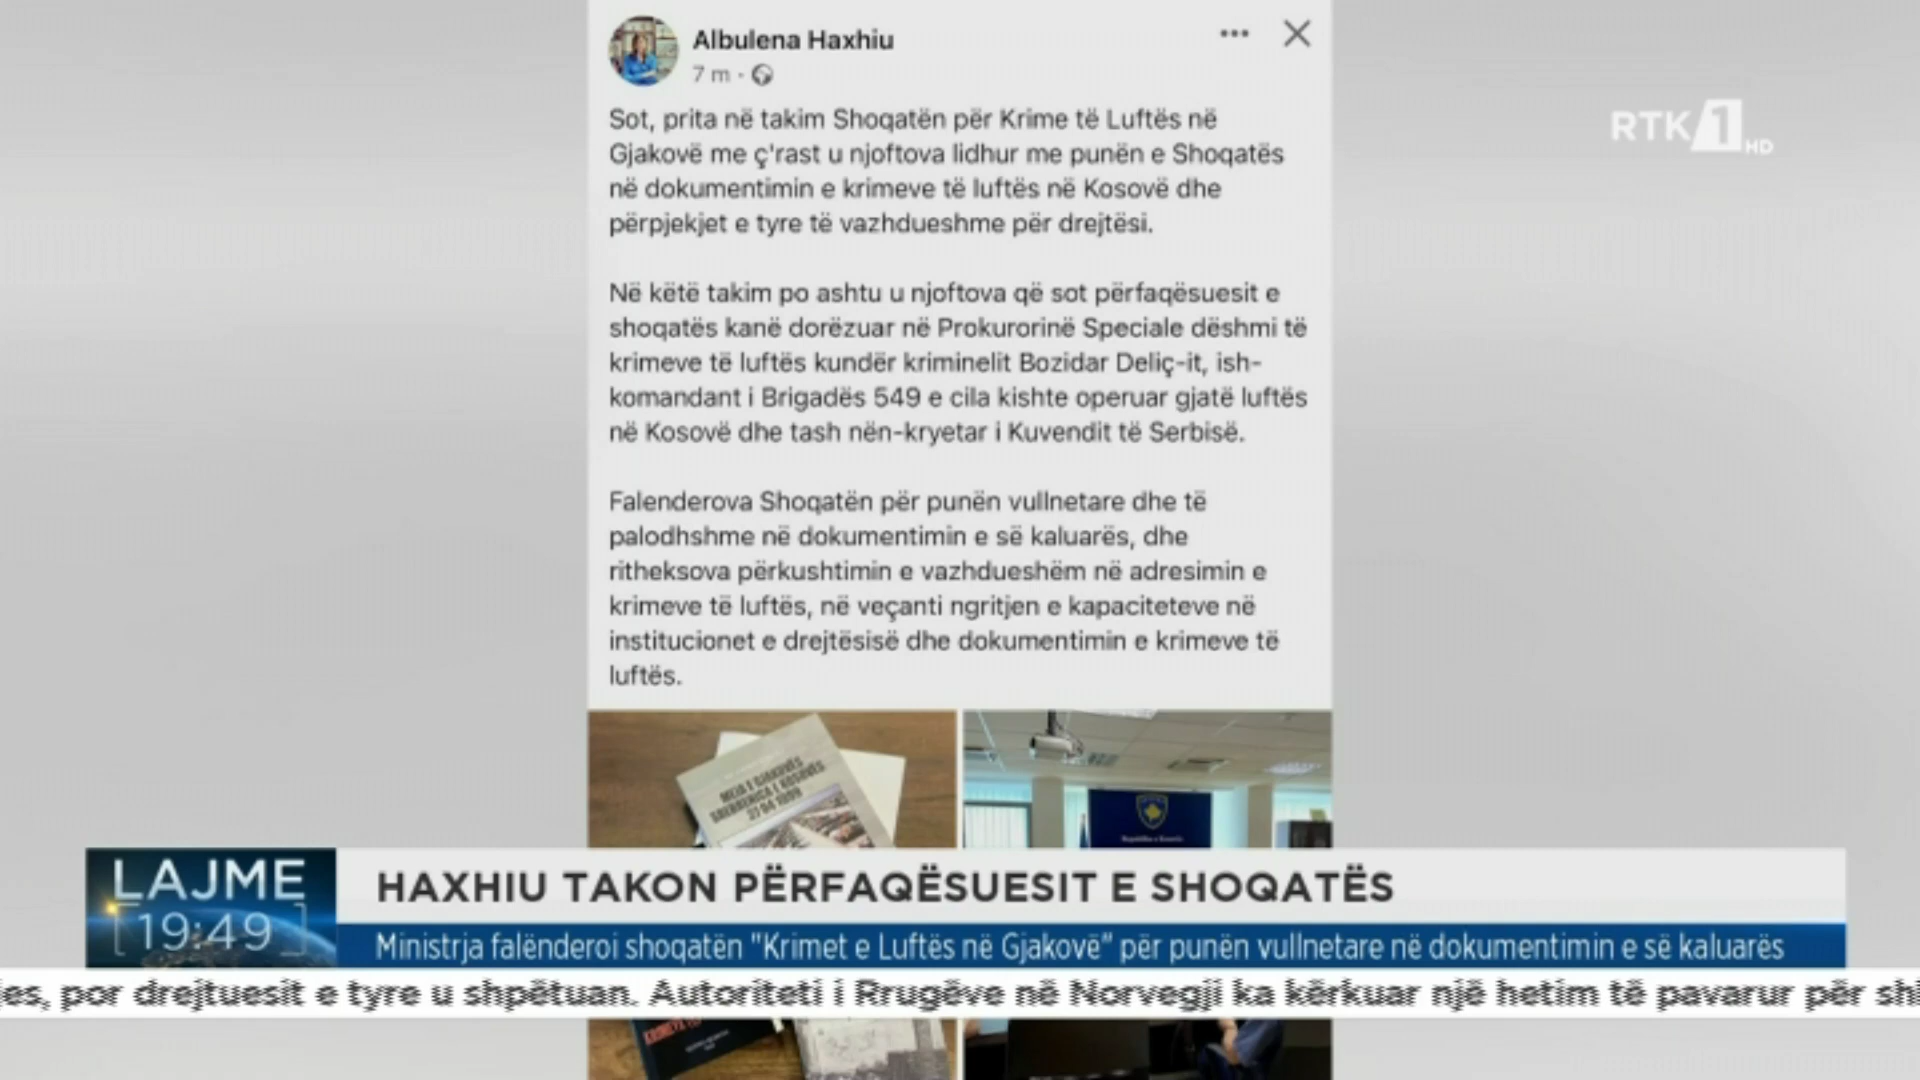 Albulena Haxhiu
7 m
Sot, prita në takim Shoqatën për Krime të Luftës në
Gjakovë me ç'rast u njoftova lidhur me punën e Shoqatës
në dokumentimin e krimeve të luftës në Kosovë dhe
përpjekjet e tyre të vazhdueshme për drejtësi.
Në këtë takim po ashtu u njoftova që sot përfaqësuesit e
shoqatës kanë dorëzuar në Prokurorinë Speciale dëshmi të
krimeve të luftës kundër kriminelit Bozidar Deliç-it, ish-
komandant i Brigadës 549 e cila kishte operuar gjatë luftës
në Kosovë dhe tash nën-kryetar i Kuvendit të Serbisë.
Falenderova Shoqatën për punën vullnetare dhe të
palodhshme në dokumentimin e së kaluarës, dhe
ritheksova përkushtimin e vazhdueshëm në adresimin e
krimeve të luftës, në veçanti ngritjen e kapaciteteve në
institucionet e drejtësisë dhe dokumentimin e krimeve të
luftës.
RTK 1 HD
MEJA E GJAKOVËS
SREBRENICA E KOSOVËS
27 04 1999
LAJME
19:49
HAXHIU TAKON PËRFAQËSUESIT E SHOQATËS
Ministrja falënderoi shoqatën "Krimet e Luftës në Gjakovë" për punën vullnetare në dokumentimin e së kaluarës
por drejtuesit e tyre u shpëtuan. Autoriteti i Rrugëve në Norvegji ka kërkuar një hetim të pavarur për